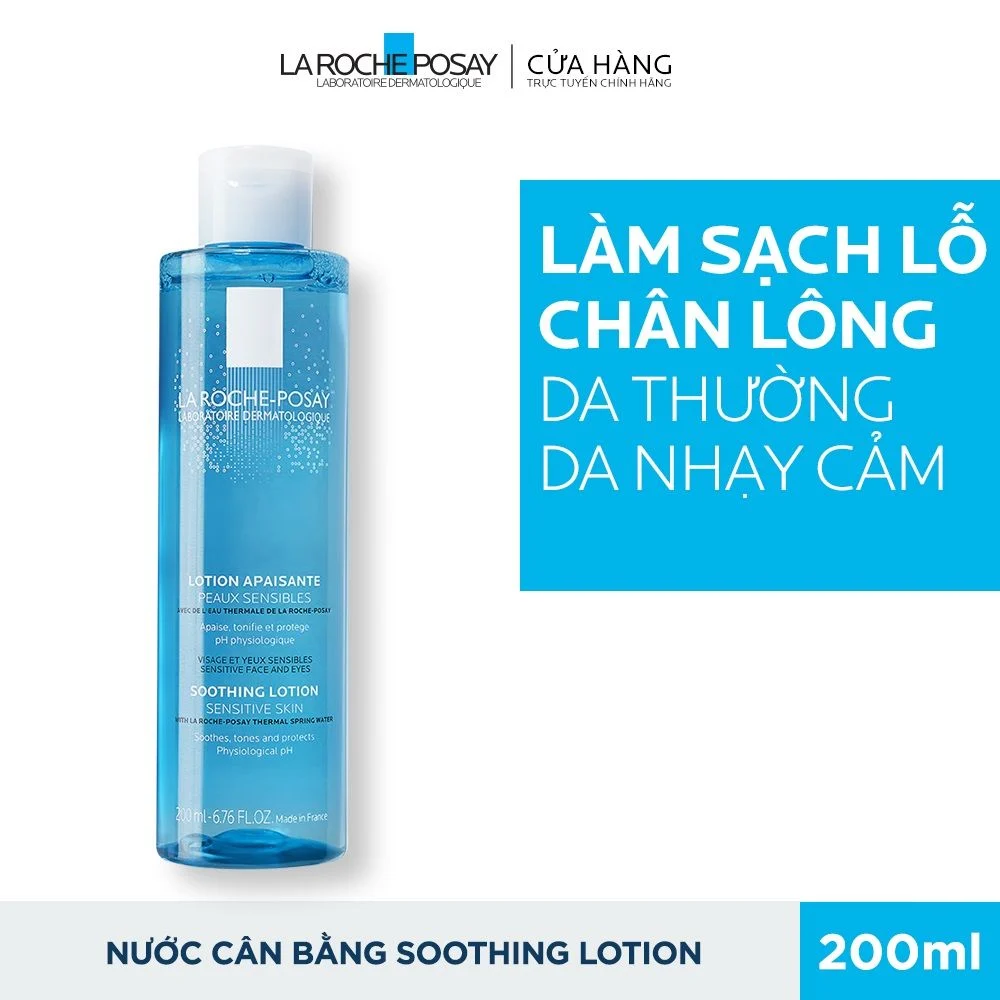 LA ROCHE POSAY
LABORATOIRE DERMATOLOGIQUE
CỬA HÀNG
TRỰC TUYẾN CHÍNH HÃNG
LÀM SẠCH LỖ
CHÂN LÔNG
DA THƯỜNG
DA NHẠY CẢM
LA ROCHE-POSAY
LABORATOIRE DERMATOLOGIQUE
LOTION APAISANTE
PEAUX SENSIBLES
AVEC DE L'EAU THERMALE DE LA ROCHE-POSAY
Apaise, tonifie et protege
pH physiologique
VISAGE ET YEUX SENSIBLES
SENSITIVE FACE AND EYES
SOOTHING LOTION
SENSITIVE SKIN
WITH LA ROCHE-POSAY THERMAL SPRING WATER
Soothes, tones and protects
Physiological pH
200 ml-6.76 FL.OZ. Made in France
NƯỚC CÂN BẰNG SOOTHING LOTION
200ml